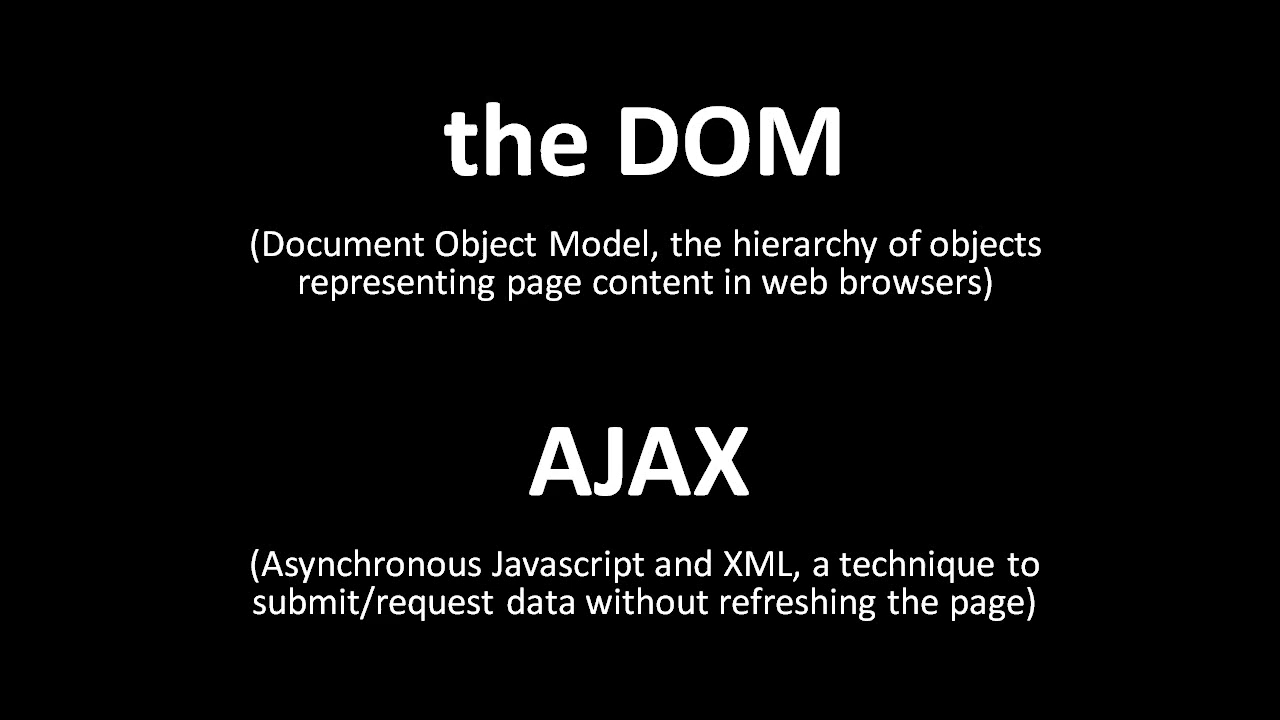 the DOM
(Document Object Model, the hierarchy of objects
representing page content in web browsers)
AJAX
(Asynchronous Javascript and XML, a technique to
submit/request data without refreshing the page)